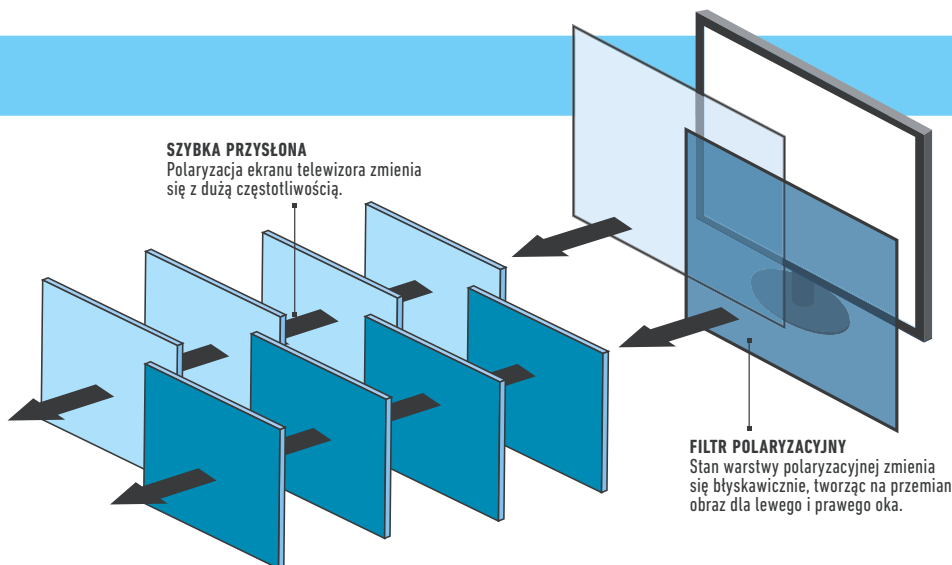 SZYBKA PRZYSŁONA
Polaryzacja ekranu telewizora zmienia
się z dużą częstotliwością.
FILTR POLARYZACYJNY
Stan warstwy polaryzacyjnej zmienia
się błyskawicznie, tworząc na przemian
obraz dla lewego i prawego oka.